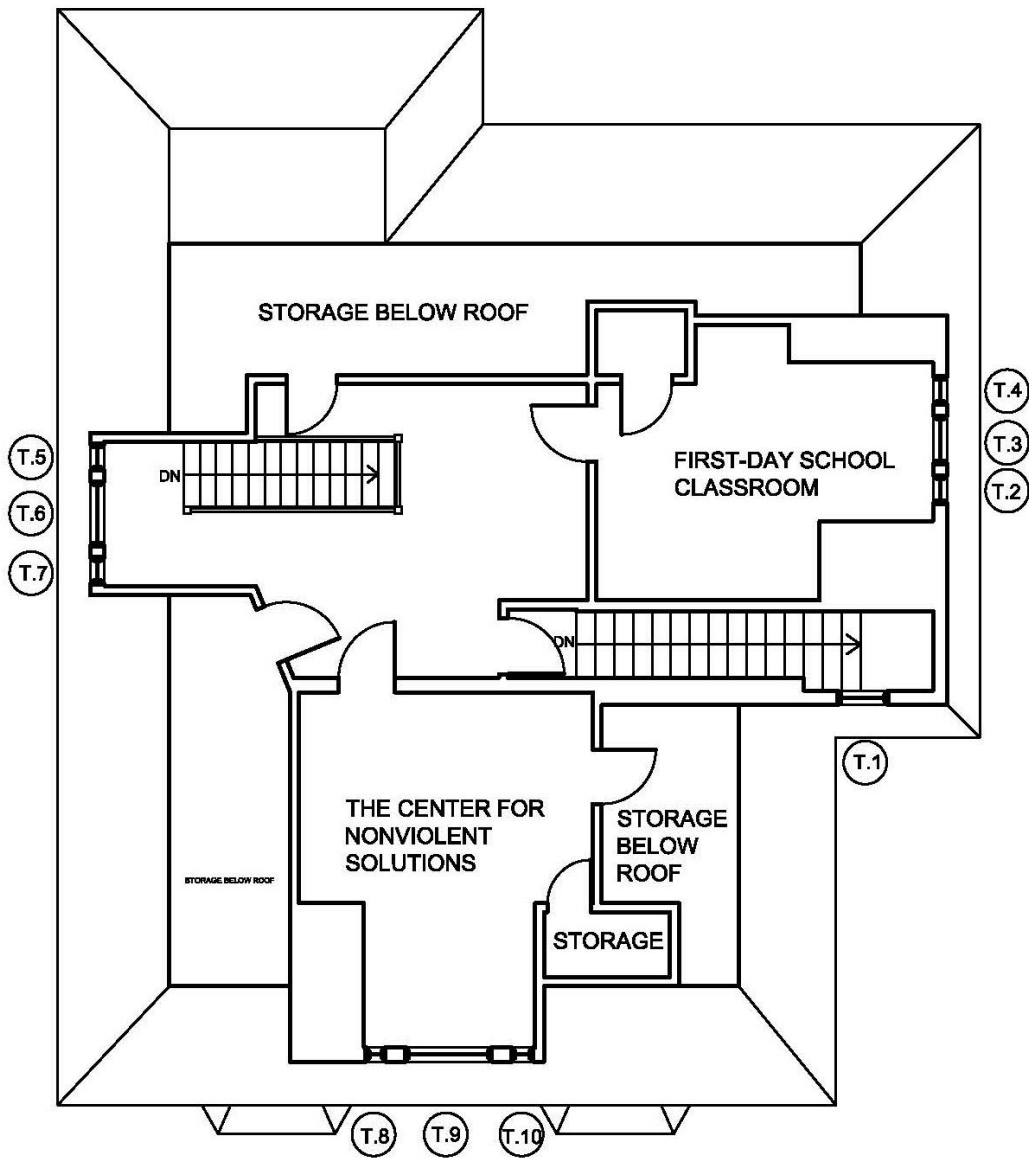 STORAGE BELOW ROOF
T.4
T.5
T.3
DN
FIRST-DAY SCHOOL
CLASSROOM
T.6
T.2
T.7
DN
T.1
THE CENTER FOR
NONVIOLENT
SOLUTIONS
STORAGE
BELOW
ROOF
STORAGE BELOW ROOF
STORAGE
T.8
T.9
T.10